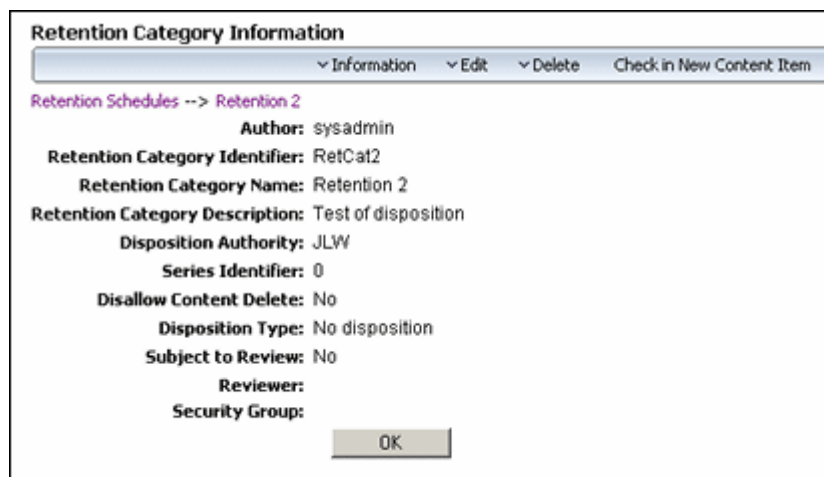 Retention Category Information
Information Edit Delete Check in New Content Item
Retention Schedules --> Retention 2
Author: sysadmin
Retention Category Identifier: RetCat2
Retention Category Name: Retention 2
Retention Category Description: Test of disposition
Disposition Authority: JLW
Series Identifier: 0
Disallow Content Delete: No
Disposition Type: No disposition
Subject to Review: No
Reviewer:
Security Group:
OK